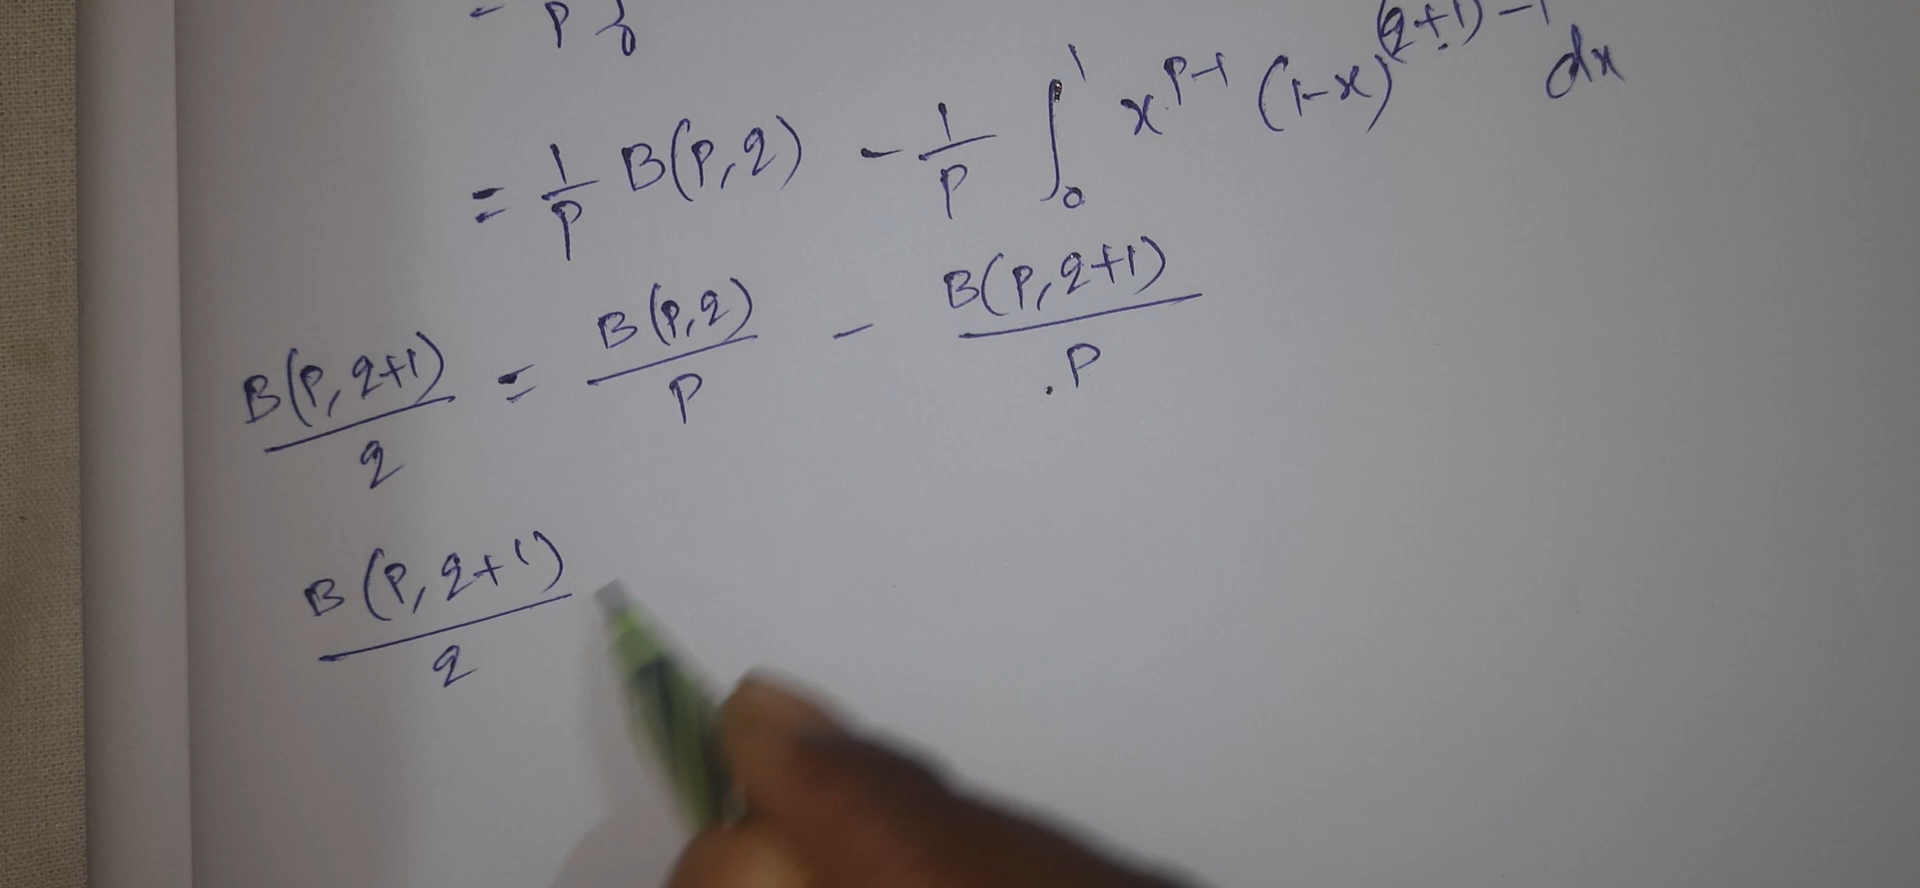 - P
= 1/P B(P,q) - 1/P ∫₀¹ x^(P-1) (1-x)^((q+1)-1) dx
B(P,q+1)/q = B(P,q)/P - B(P,q+1)/P
B(P,q+1)/q